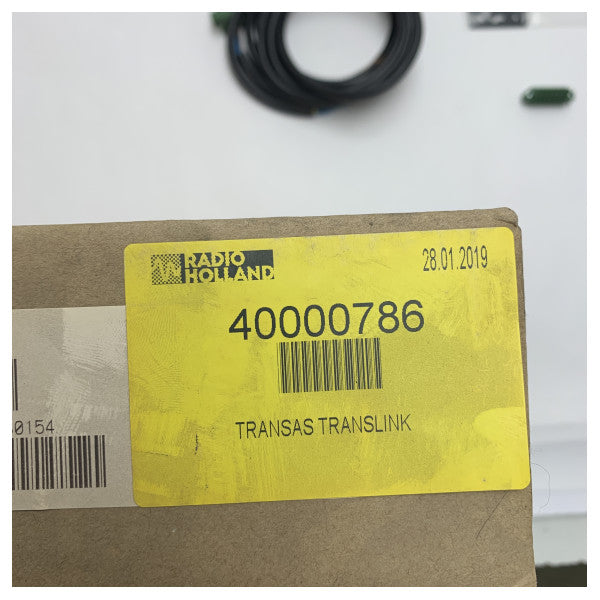 RADIO
HOLLAND
28.01.2019
40000786
TRANSAS TRANSLINK
0154